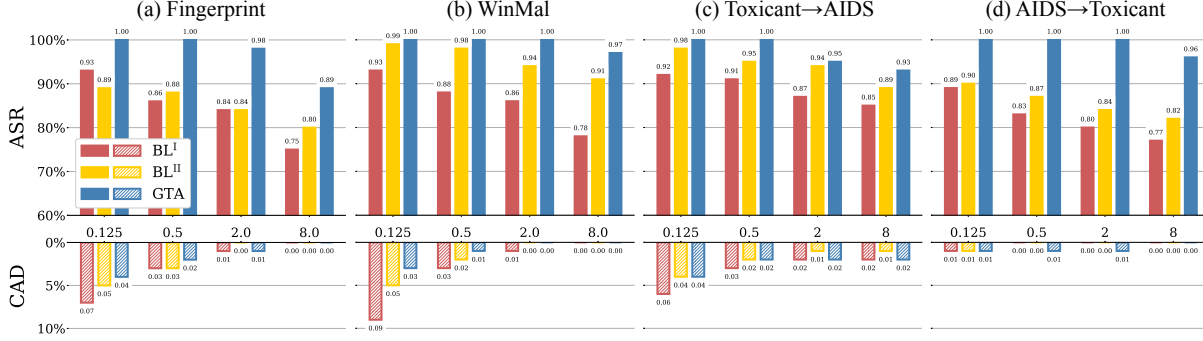 (a) Fingerprint
(b) WinMal
(c) Toxicant→AIDS
(d) AIDS→Toxicant
ASR
100%
90%
80%
70%
60%
0.93 0.89 1.00 0.86 0.88 1.00 0.84 0.84 0.98 0.75 0.80 0.89
0.93 0.99 1.00 0.88 0.98 1.00 0.86 0.94 1.00 0.78 0.91 0.97
0.92 0.98 1.00 0.91 0.95 1.00 0.87 0.94 0.95 0.85 0.89 0.93
0.89 0.90 1.00 0.83 0.87 1.00 0.80 0.84 1.00 0.77 0.82 0.96
BL^I
BL^II
GTA
0.125 0.5 2.0 8.0
0.125 0.5 2.0 8.0
0.125 0.5 2 8
0.125 0.5 2 8
CAD
0%
5%
10%
0.07 0.05 0.04 0.03 0.03 0.02 0.01 0.00 0.01 0.00 0.00 0.00
0.09 0.05 0.03 0.03 0.02 0.01 0.01 0.00 0.00 0.00 0.00 0.00
0.06 0.04 0.04 0.03 0.02 0.02 0.02 0.01 0.02 0.02 0.01 0.02
0.01 0.01 0.01 0.00 0.00 0.01 0.00 0.00 0.01 0.00 0.00 0.00